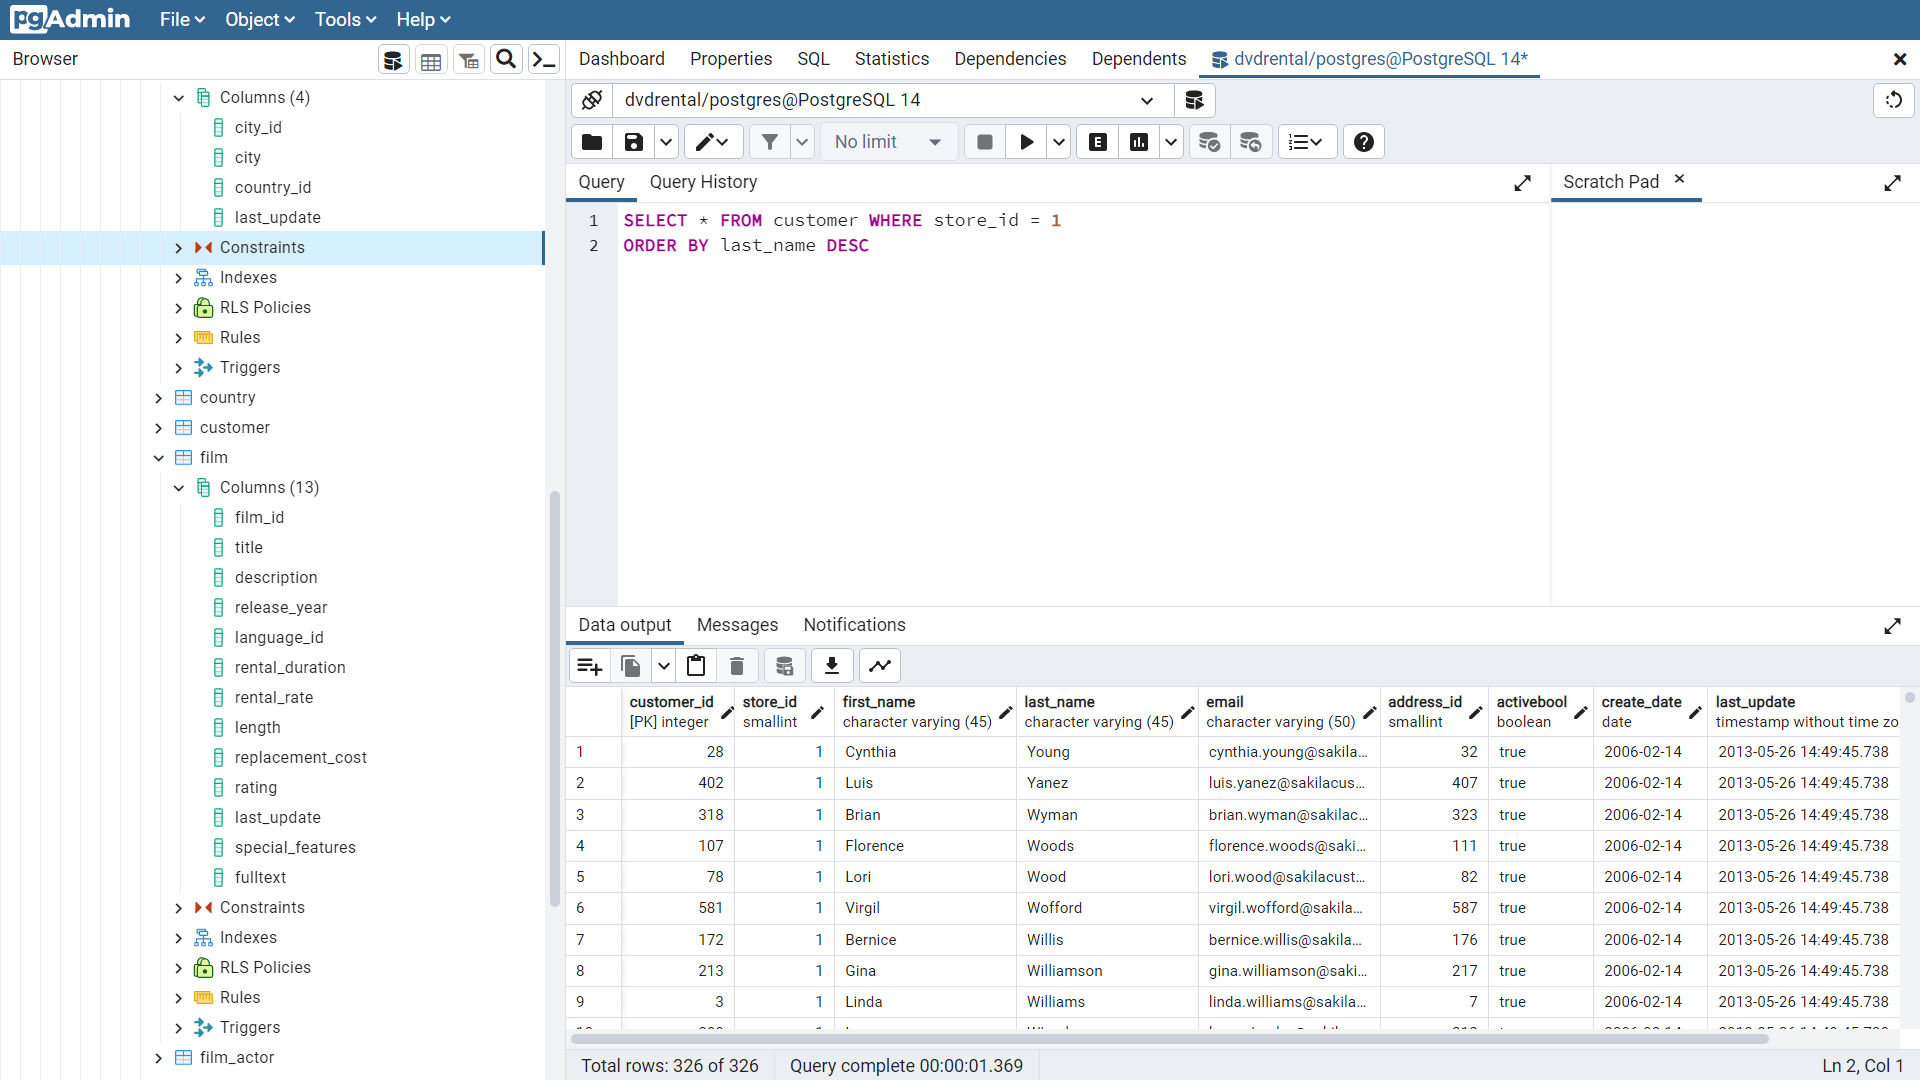 pgAdmin File Object Tools Help
Browser
Dashboard Properties SQL Statistics Dependencies Dependents dvdrental/postgres@PostgreSQL 14*
Columns (4)
city_id
city
country_id
last_update
Constraints
Indexes
RLS Policies
Rules
Triggers
country
customer
film
Columns (13)
film_id
title
description
release_year
language_id
rental_duration
rental_rate
length
replacement_cost
rating
last_update
special_features
fulltext
Constraints
Indexes
RLS Policies
Rules
Triggers
film_actor
dvdrental/postgres@PostgreSQL 14
No limit
E
Query Query History
Scratch Pad
1 SELECT * FROM customer WHERE store_id = 1
2 ORDER BY last_name DESC
Data output Messages Notifications
customer_id store_id first_name last_name email address_id activebool create_date last_update
[PK] integer smallint character varying (45) character varying (45) character varying (50) smallint boolean date timestamp without time zo
1 28 1 Cynthia Young cynthia.young@sakila... 32 true 2006-02-14 2013-05-26 14:49:45.738
2 402 1 Luis Yanez luis.yanez@sakilacus... 407 true 2006-02-14 2013-05-26 14:49:45.738
3 318 1 Brian Wyman brian.wyman@sakilac... 323 true 2006-02-14 2013-05-26 14:49:45.738
4 107 1 Florence Woods florence.woods@saki... 111 true 2006-02-14 2013-05-26 14:49:45.738
5 78 1 Lori Wood lori.wood@sakilacust... 82 true 2006-02-14 2013-05-26 14:49:45.738
6 581 1 Virgil Wofford virgil.wofford@sakila... 587 true 2006-02-14 2013-05-26 14:49:45.738
7 172 1 Bernice Willis bernice.willis@sakila... 176 true 2006-02-14 2013-05-26 14:49:45.738
8 213 1 Gina Williamson gina.williamson@saki... 217 true 2006-02-14 2013-05-26 14:49:45.738
9 3 1 Linda Williams linda.williams@sakila... 7 true 2006-02-14 2013-05-26 14:49:45.738
Total rows: 326 of 326 Query complete 00:00:01.369 Ln 2, Col 1